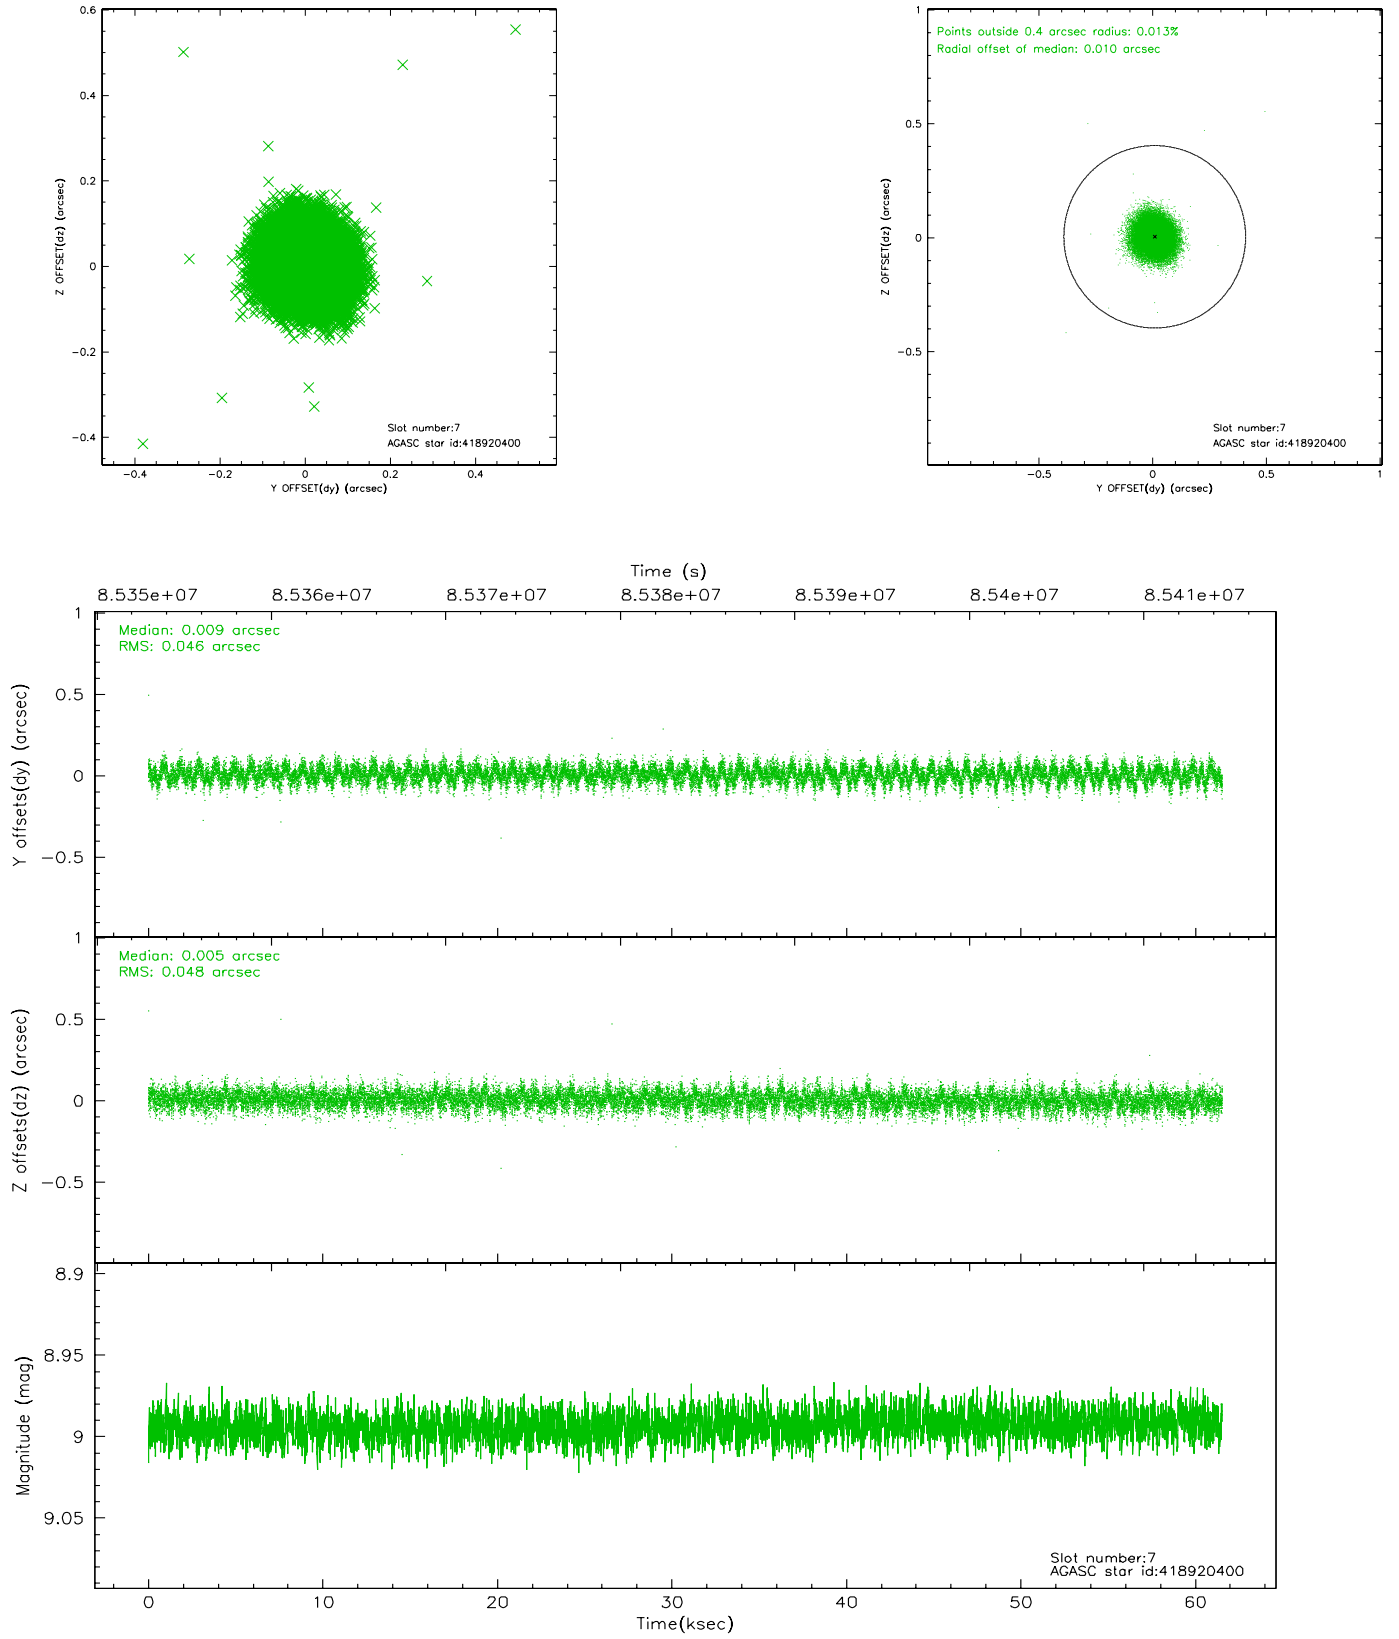 0.6
0.4
0.2
0
−0.2
−0.4
Z OFFSET(dz) (arcsec)
Slot number:7
AGASC star id:418920400
−0.4 −0.2 0 0.2 0.4
Y OFFSET(dy) (arcsec)
1
0.5
0
−0.5
Z OFFSET(dz) (arcsec)
Points outside 0.4 arcsec radius: 0.013%
Radial offset of median: 0.010 arcsec
Slot number:7
AGASC star id:418920400
−0.5 0 0.5 1
Y OFFSET(dy) (arcsec)
Time (s)
8.535e+07 8.536e+07 8.537e+07 8.538e+07 8.539e+07 8.54e+07 8.541e+07
1
0.5
0
−0.5
Y offsets(dy) (arcsec)
Median: 0.009 arcsec
RMS: 0.046 arcsec
1
0.5
0
−0.5
Z offsets(dz) (arcsec)
Median: 0.005 arcsec
RMS: 0.048 arcsec
8.9
8.95
9
9.05
Magnitude (mag)
Slot number:7
AGASC star id:418920400
0 10 20 30 40 50 60
Time(ksec)